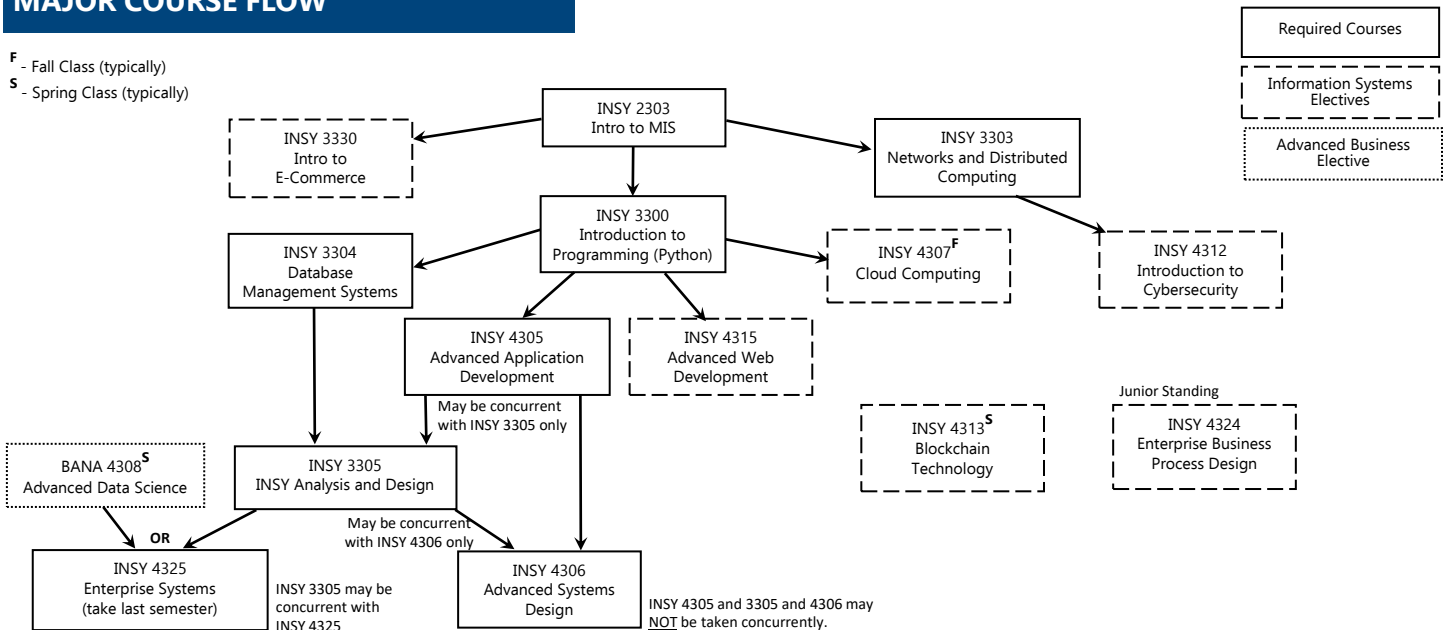 MAJOR COURSE FLOW
F - Fall Class (typically)
S - Spring Class (typically)
Required Courses
Information Systems
Electives
Advanced Business
Elective
INSY 2303
Intro to MIS
INSY 3330
Intro to
E-Commerce
INSY 3303
Networks and Distributed
Computing
INSY 3300
Introduction to
Programming (Python)
INSY 3304
Database
Management Systems
INSY 4307F
Cloud Computing
INSY 4312
Introduction to
Cybersecurity
INSY 4305
Advanced Application
Development
INSY 4315
Advanced Web
Development
May be concurrent
with INSY 3305 only
Junior Standing
INSY 4313S
Blockchain
Technology
INSY 4324
Enterprise Business
Process Design
BANA 4308S
Advanced Data Science
INSY 3305
INSY Analysis and Design
May be concurrent
with INSY 4306 only
OR
INSY 4325
Enterprise Systems
(take last semester)
INSY 3305 may be
concurrent with
INSY 4325
INSY 4306
Advanced Systems
Design
INSY 4305 and 3305 and 4306 may
NOT be taken concurrently.